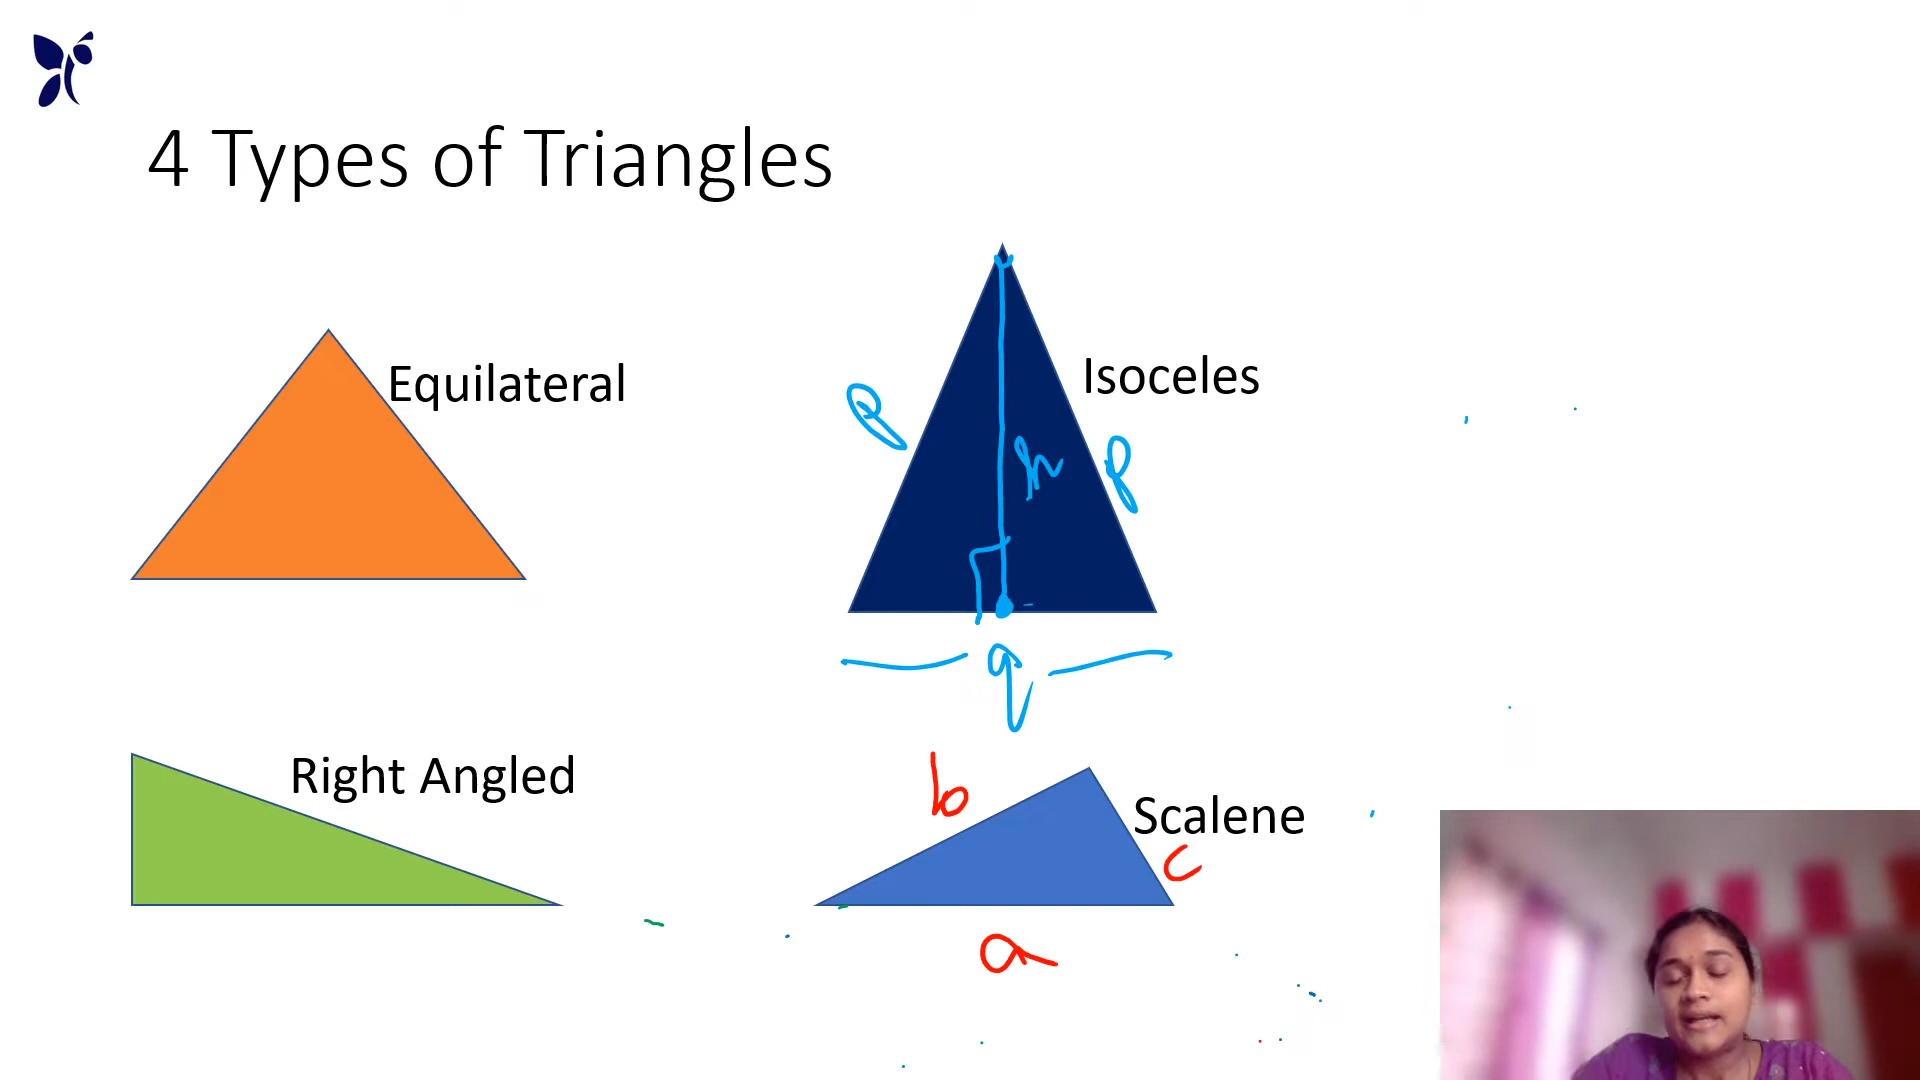 4 Types of Triangles
Equilateral
Isoceles
p
h
p
q
Right Angled
b
Scalene
c
a